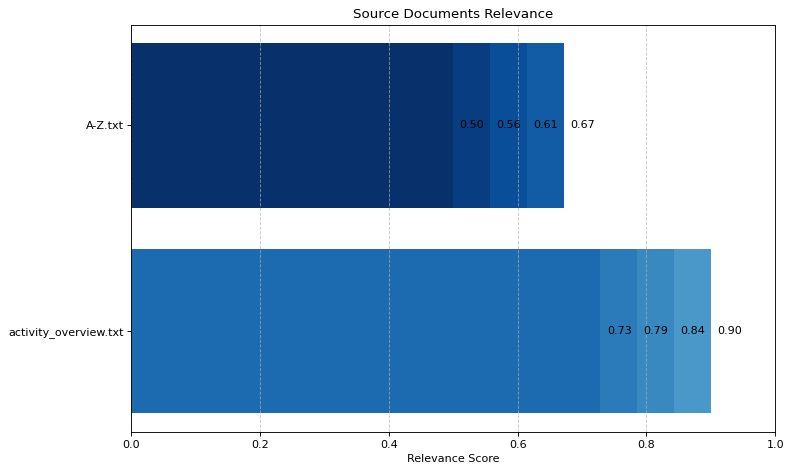 Source Documents Relevance
A-Z.txt
0.50 0.56 0.61 0.67
activity_overview.txt
0.73 0.79 0.84 0.90
0.0 0.2 0.4 0.6 0.8 1.0
Relevance Score